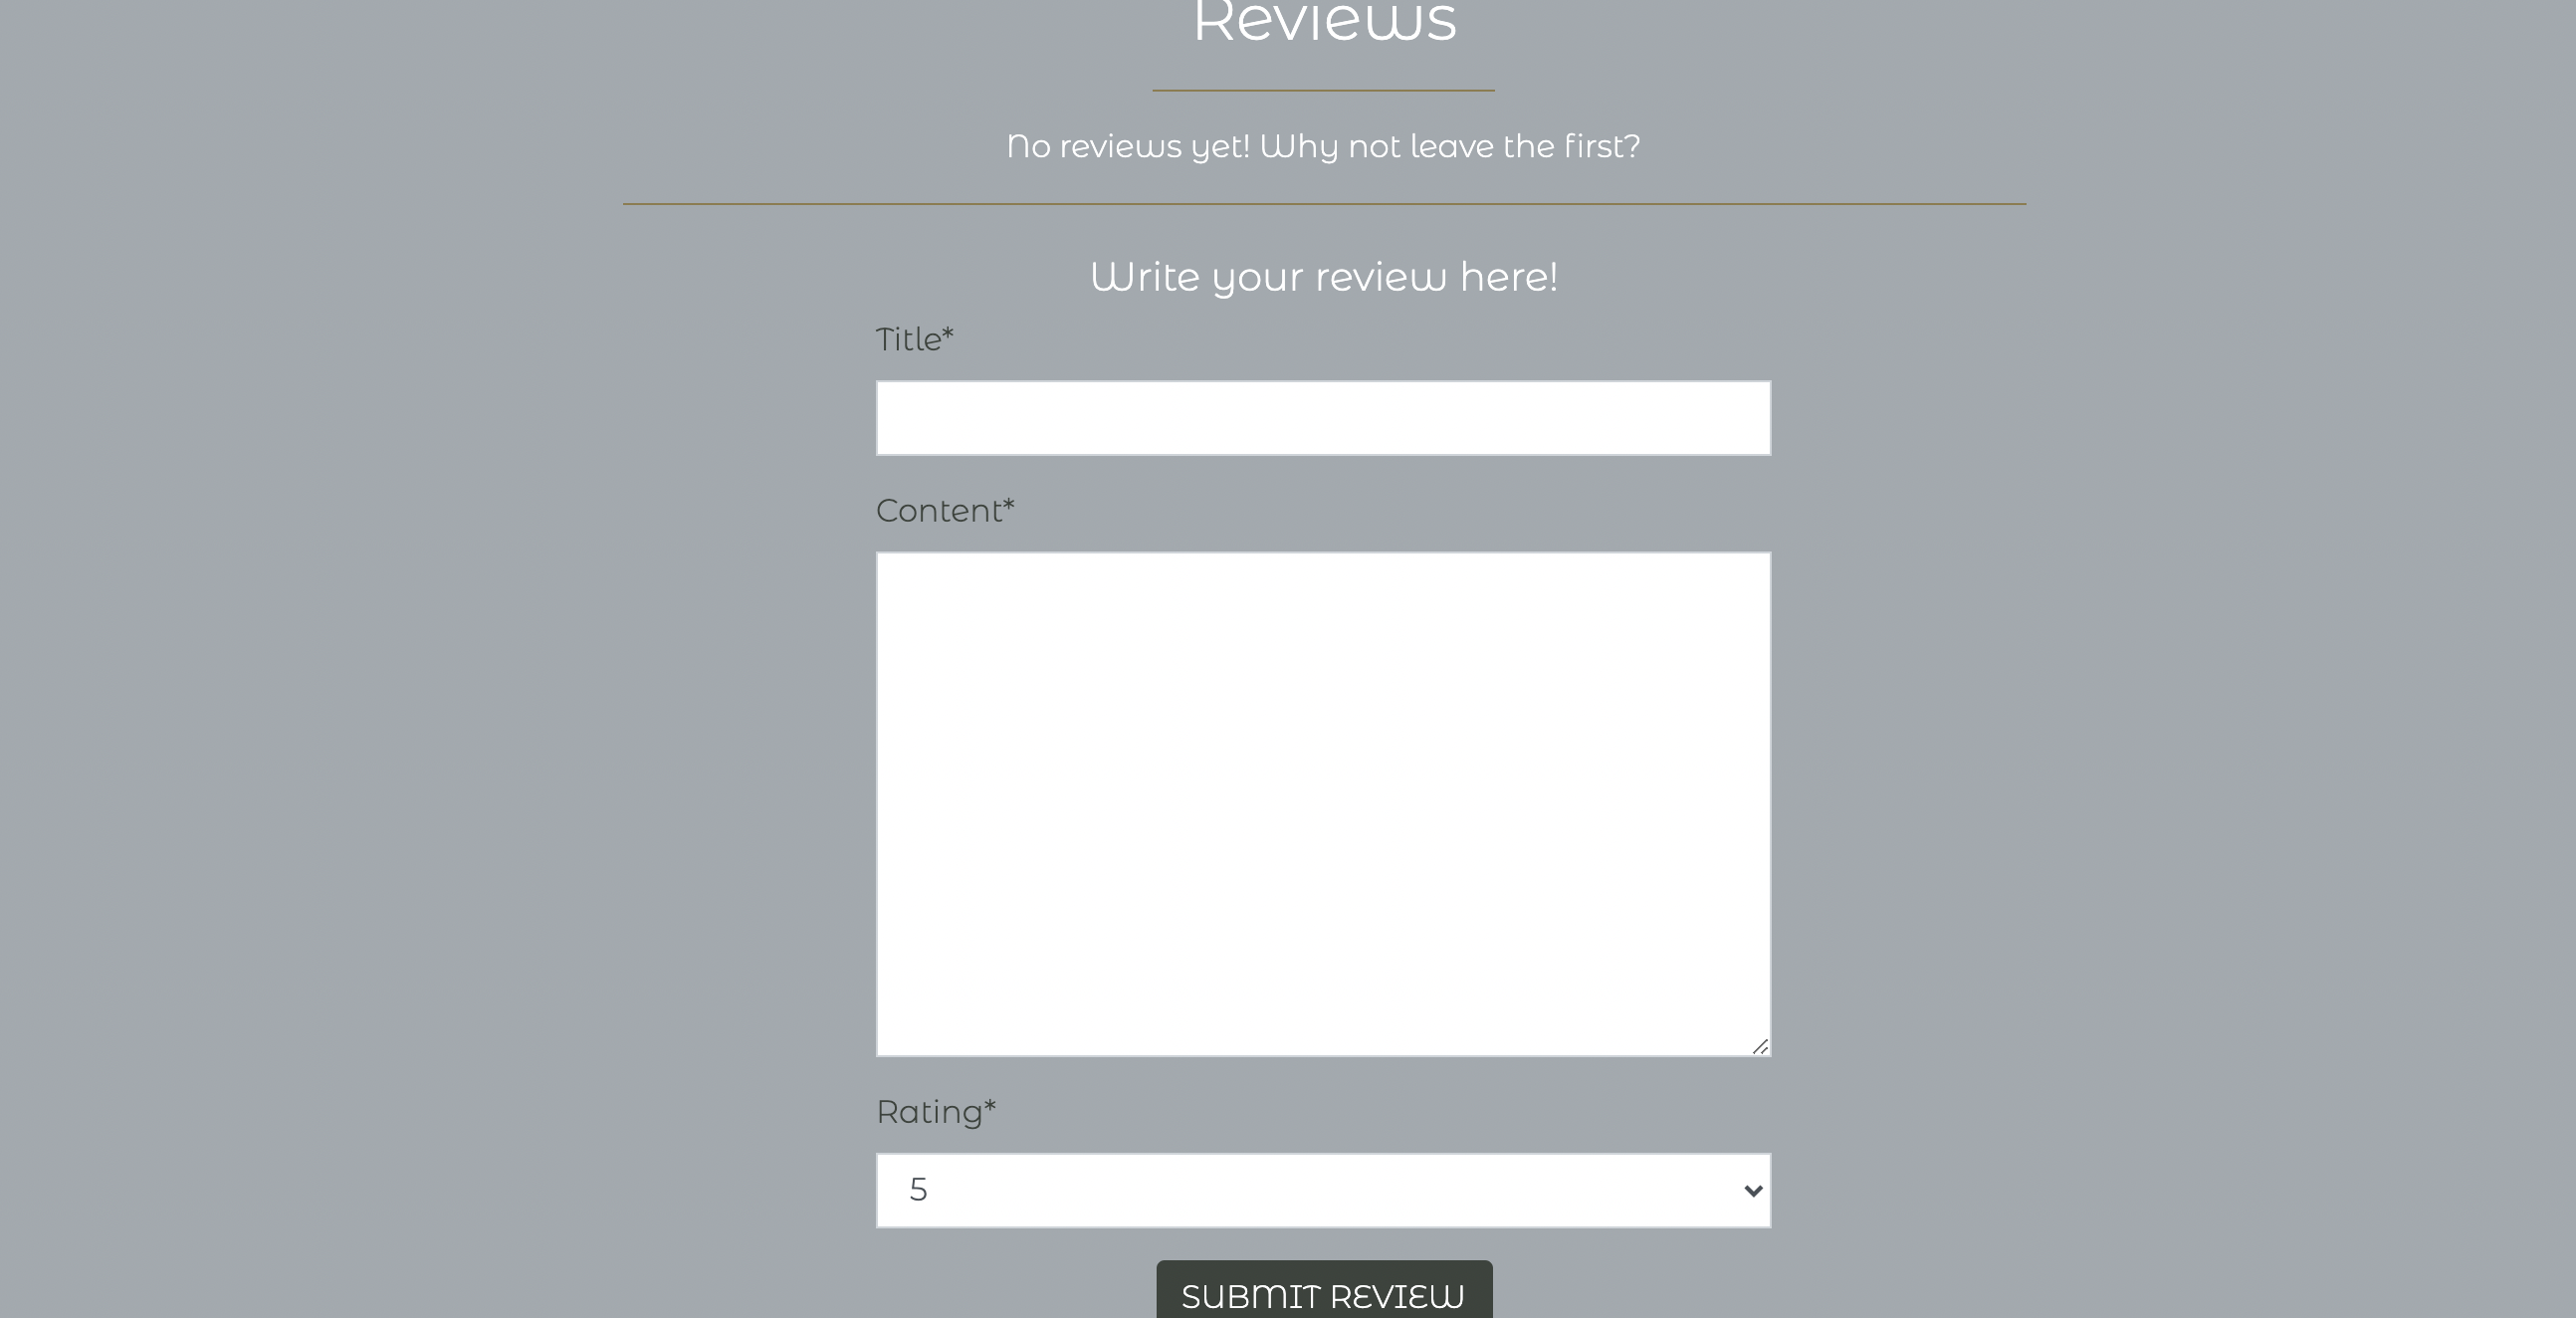 Reviews
No reviews yet! Why not leave the first?
Write your review here!
Title*
Content*
Rating*
5
SUBMIT REVIEW